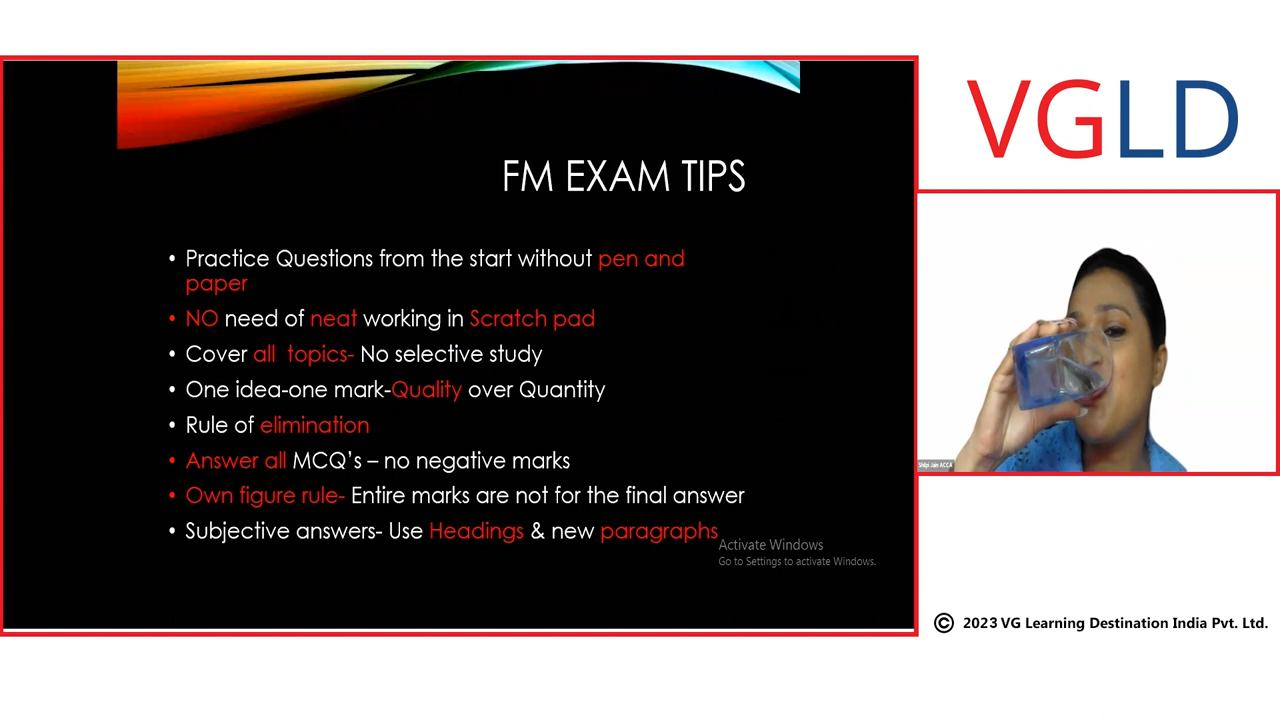 VGLD
FM EXAM TIPS
• Practice Questions from the start without pen and
paper
• NO need of neat working in Scratch pad
• Cover all topics- No selective study
• One idea-one mark-Quality over Quantity
• Rule of elimination
• Answer all MCQ’s – no negative marks
• Own figure rule- Entire marks are not for the final answer
• Subjective answers- Use Headings & new paragraphs
Activate Windows
Go to Settings to activate Windows.
Shilpi Jain ACCA
© 2023 VG Learning Destination India Pvt. Ltd.